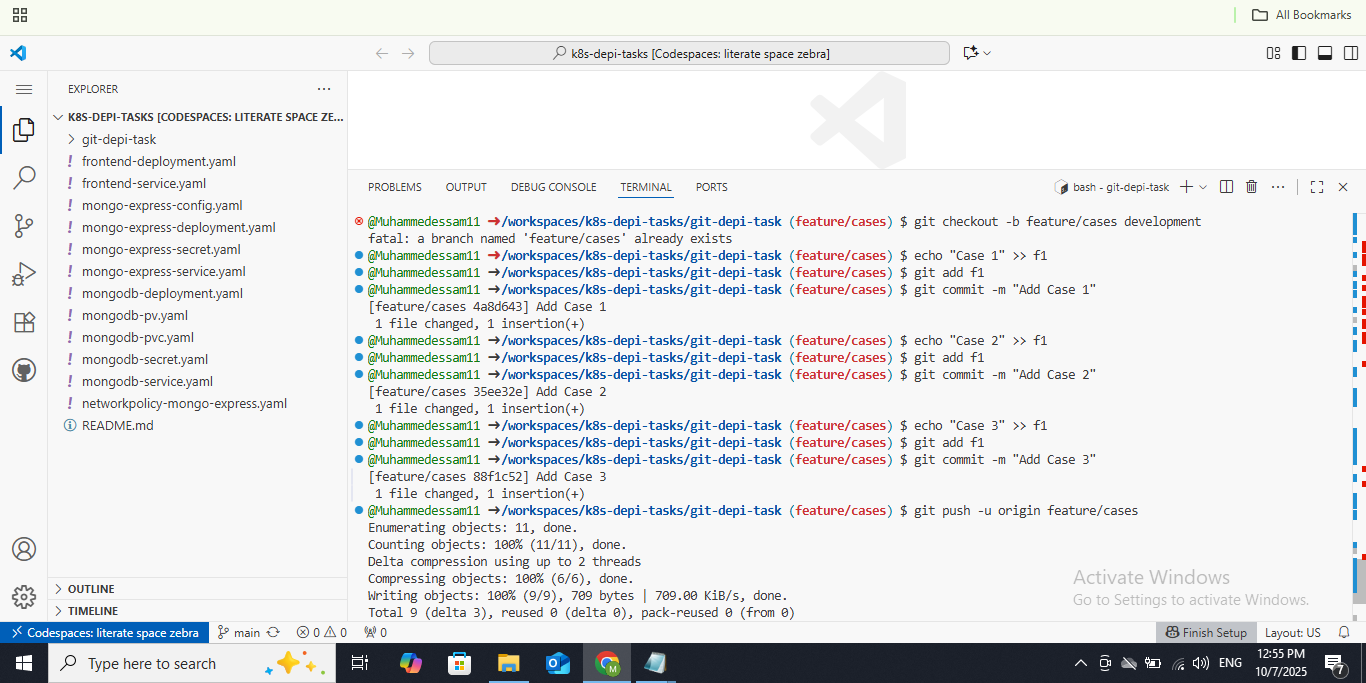 All Bookmarks
k8s-depi-tasks [Codespaces: literate space zebra]
EXPLORER
K8S-DEPI-TASKS [CODESPACES: LITERATE SPACE ZE...
git-depi-task
! frontend-deployment.yaml
! frontend-service.yaml
! mongo-express-config.yaml
! mongo-express-deployment.yaml
! mongo-express-secret.yaml
! mongo-express-service.yaml
! mongodb-deployment.yaml
! mongodb-pv.yaml
! mongodb-pvc.yaml
! mongodb-secret.yaml
! mongodb-service.yaml
! networkpolicy-mongo-express.yaml
README.md
OUTLINE
TIMELINE
PROBLEMS OUTPUT DEBUG CONSOLE TERMINAL PORTS
bash - git-depi-task
@Muhammedessam11 ➜/workspaces/k8s-depi-tasks/git-depi-task (feature/cases) $ git checkout -b feature/cases development
fatal: a branch named 'feature/cases' already exists
@Muhammedessam11 ➜/workspaces/k8s-depi-tasks/git-depi-task (feature/cases) $ echo "Case 1" >> f1
@Muhammedessam11 ➜/workspaces/k8s-depi-tasks/git-depi-task (feature/cases) $ git add f1
@Muhammedessam11 ➜/workspaces/k8s-depi-tasks/git-depi-task (feature/cases) $ git commit -m "Add Case 1"
[feature/cases 4a8d643] Add Case 1
1 file changed, 1 insertion(+)
@Muhammedessam11 ➜/workspaces/k8s-depi-tasks/git-depi-task (feature/cases) $ echo "Case 2" >> f1
@Muhammedessam11 ➜/workspaces/k8s-depi-tasks/git-depi-task (feature/cases) $ git add f1
@Muhammedessam11 ➜/workspaces/k8s-depi-tasks/git-depi-task (feature/cases) $ git commit -m "Add Case 2"
[feature/cases 35ee32e] Add Case 2
1 file changed, 1 insertion(+)
@Muhammedessam11 ➜/workspaces/k8s-depi-tasks/git-depi-task (feature/cases) $ echo "Case 3" >> f1
@Muhammedessam11 ➜/workspaces/k8s-depi-tasks/git-depi-task (feature/cases) $ git add f1
@Muhammedessam11 ➜/workspaces/k8s-depi-tasks/git-depi-task (feature/cases) $ git commit -m "Add Case 3"
[feature/cases 88f1c52] Add Case 3
1 file changed, 1 insertion(+)
@Muhammedessam11 ➜/workspaces/k8s-depi-tasks/git-depi-task (feature/cases) $ git push -u origin feature/cases
Enumerating objects: 11, done.
Counting objects: 100% (11/11), done.
Delta compression using up to 2 threads
Compressing objects: 100% (6/6), done.
Writing objects: 100% (9/9), 709 bytes | 709.00 KiB/s, done.
Total 9 (delta 3), reused 0 (delta 0), pack-reused 0 (from 0)
Activate Windows
Go to Settings to activate Windows.
Codespaces: literate space zebra main 0 0 0 Finish Setup Layout: US
Type here to search
ENG
12:55 PM
10/7/2025
7